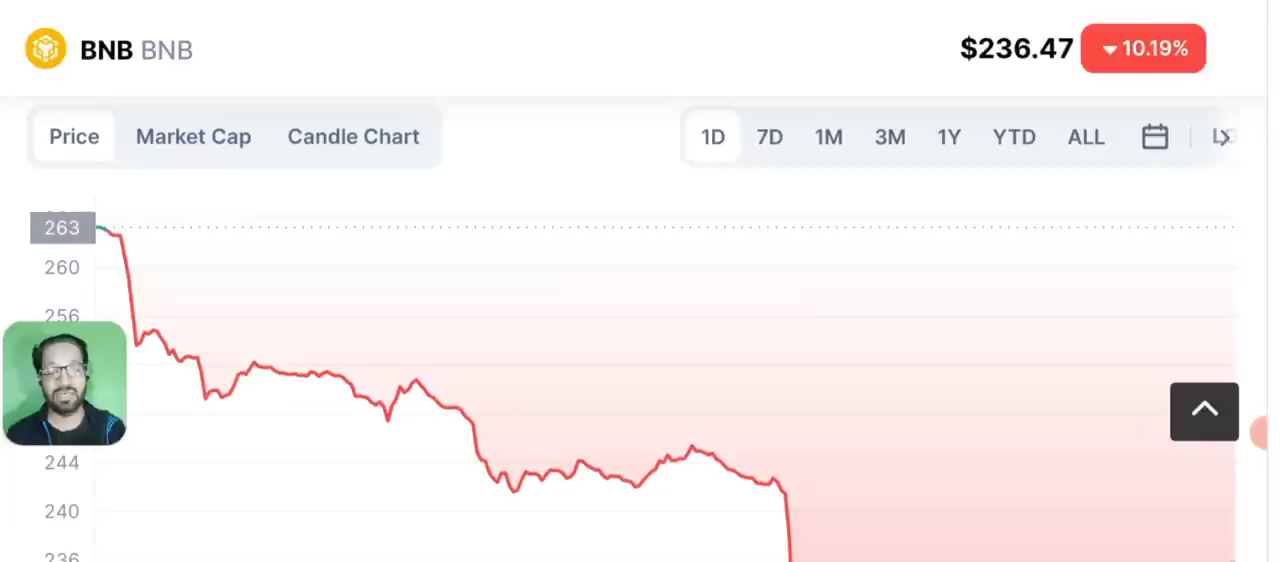 BNB BNB
$236.47 10.19%
Price Market Cap Candle Chart
1D 7D 1M 3M 1Y YTD ALL
263
260
256
244
240
236